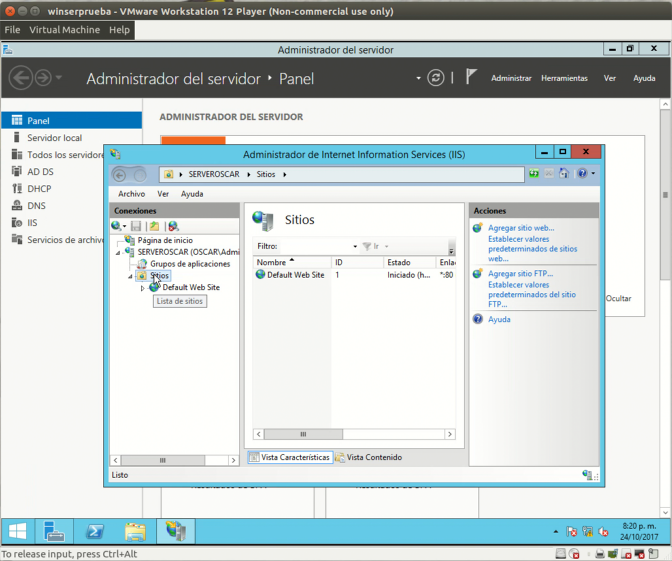 winserprueba - VMware Workstation 12 Player (Non-commercial use only)
File Virtual Machine Help
Administrador del servidor
Administrador del servidor Panel
Administrar Herramientas Ver Ayuda
Panel
Servidor local
Todos los servidore
AD DS
DHCP
DNS
IIS
Servicios de archivo
ADMINISTRADOR DEL SERVIDOR
Ocultar
Administrador de Internet Information Services (IIS)
SERVEROSCAR Sitios
Archivo Ver Ayuda
Conexiones
Página de inicio
SERVEROSCAR (OSCAR\Admi
Grupos de aplicaciones
Sitios
Default Web Site
Lista de sitios
Sitios
Filtro: Ir
Nombre ID Estado Enlac
Default Web Site 1 Iniciado (h... *:80
Vista Características Vista Contenido
Acciones
Agregar sitio web...
Establecer valores
predeterminados de sitios
web...
Agregar sitio FTP...
Establecer valores
predeterminados del sitio
FTP...
Ayuda
Listo
8:20 p. m.
24/10/2017
To release input, press Ctrl+Alt